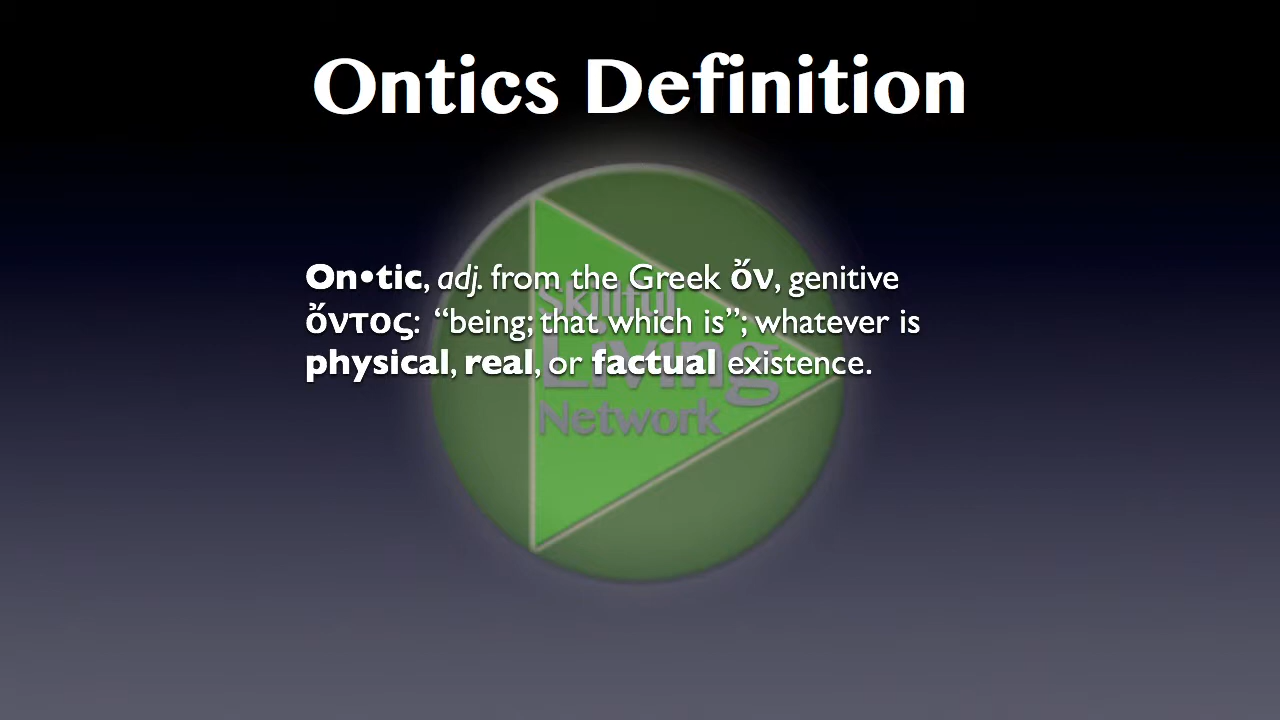 Ontics Definition
On•tic, adj. from the Greek ὄν, genitive
ὄντος: “being; that which is”; whatever is
physical, real, or factual existence.
Skillful
Living
Network